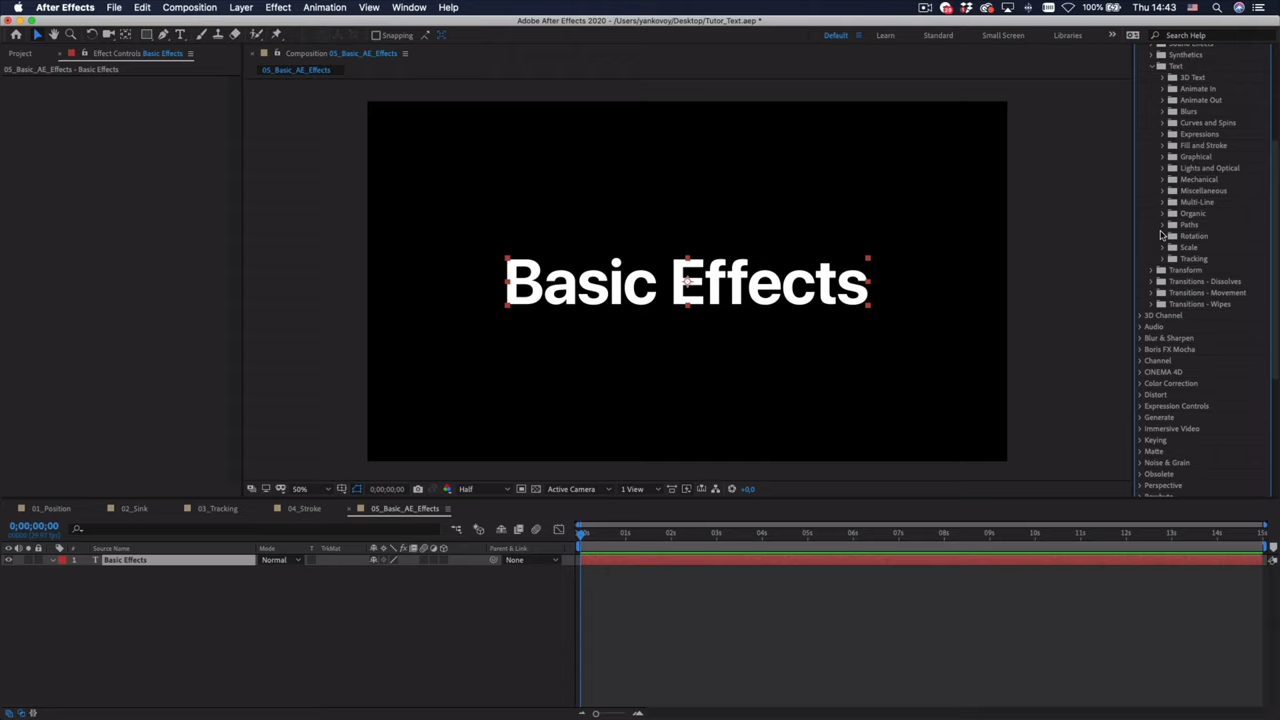 After Effects File Edit Composition Layer Effect Animation View Window Help 100% Thu 14:43
Adobe After Effects 2020 - /Users/yankovoy/Desktop/Tutor_Text.aep *
Snapping Default Learn Standard Small Screen Libraries Search Help
Project Effect Controls Basic Effects Composition 05_Basic_AE_Effects
05_Basic_AE_Effects - Basic Effects 05_Basic_AE_Effects
Sound Effects
Synthetics
Text
3D Text
Animate In
Animate Out
Blurs
Curves and Spins
Expressions
Fill and Stroke
Graphical
Lights and Optical
Mechanical
Miscellaneous
Multi-Line
Organic
Paths
Rotation
Scale
Tracking
Transform
Transitions - Dissolves
Transitions - Movement
Transitions - Wipes
3D Channel
Audio
Blur & Sharpen
Boris FX Mocha
Channel
CINEMA 4D
Color Correction
Distort
Expression Controls
Generate
Immersive Video
Keying
Matte
Noise & Grain
Obsolete
Perspective
Basic Effects
50% 0;00;00;00 Half Active Camera 1 View +0,0
01_Position 02_Sink 03_Tracking 04_Stroke 05_Basic_AE_Effects
0;00;00;00
00000 (29.97 fps)
01s 02s 03s 04s 05s 06s 07s 08s 09s 10s 11s 12s 13s 14s 15s
# Source Name Mode T TrkMat Parent & Link
1 T Basic Effects Normal None